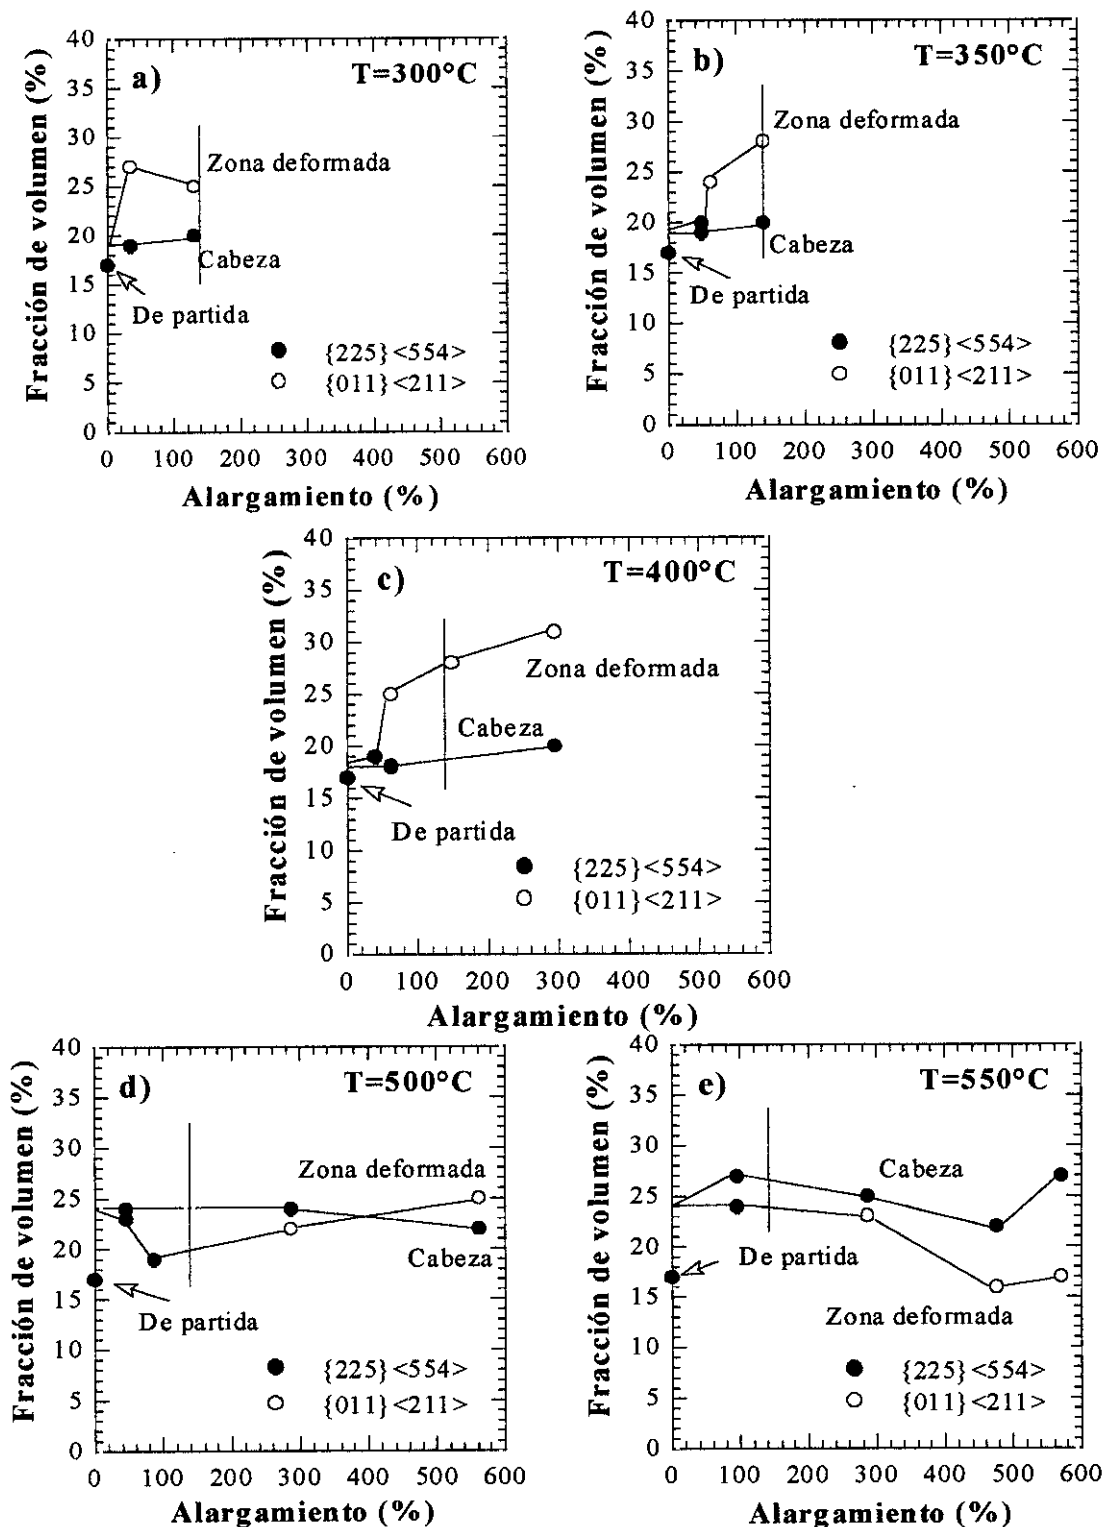 a)
T=300°C
Fracción de volumen (%)
40
35
30
25
20
15
10
5
0
Zona deformada
Cabeza
De partida
{225}<554>
{011}<211>
0 100 200 300 400 500 600
Alargamiento (%)
b)
T=350°C
Fracción de volumen (%)
40
35
30
25
20
15
10
5
0
Zona deformada
Cabeza
De partida
{225}<554>
{011}<211>
0 100 200 300 400 500 600
Alargamiento (%)
c)
T=400°C
Fracción de volumen (%)
40
35
30
25
20
15
10
5
0
Zona deformada
Cabeza
De partida
{225}<554>
{011}<211>
0 100 200 300 400 500 600
Alargamiento (%)
d)
T=500°C
Fracción de volumen (%)
40
35
30
25
20
15
10
5
0
Zona deformada
Cabeza
De partida
{225}<554>
{011}<211>
0 100 200 300 400 500 600
Alargamiento (%)
e)
T=550°C
Fracción de volumen (%)
40
35
30
25
20
15
10
5
0
Cabeza
De partida
Zona deformada
{225}<554>
{011}<211>
0 100 200 300 400 500 600
Alargamiento (%)